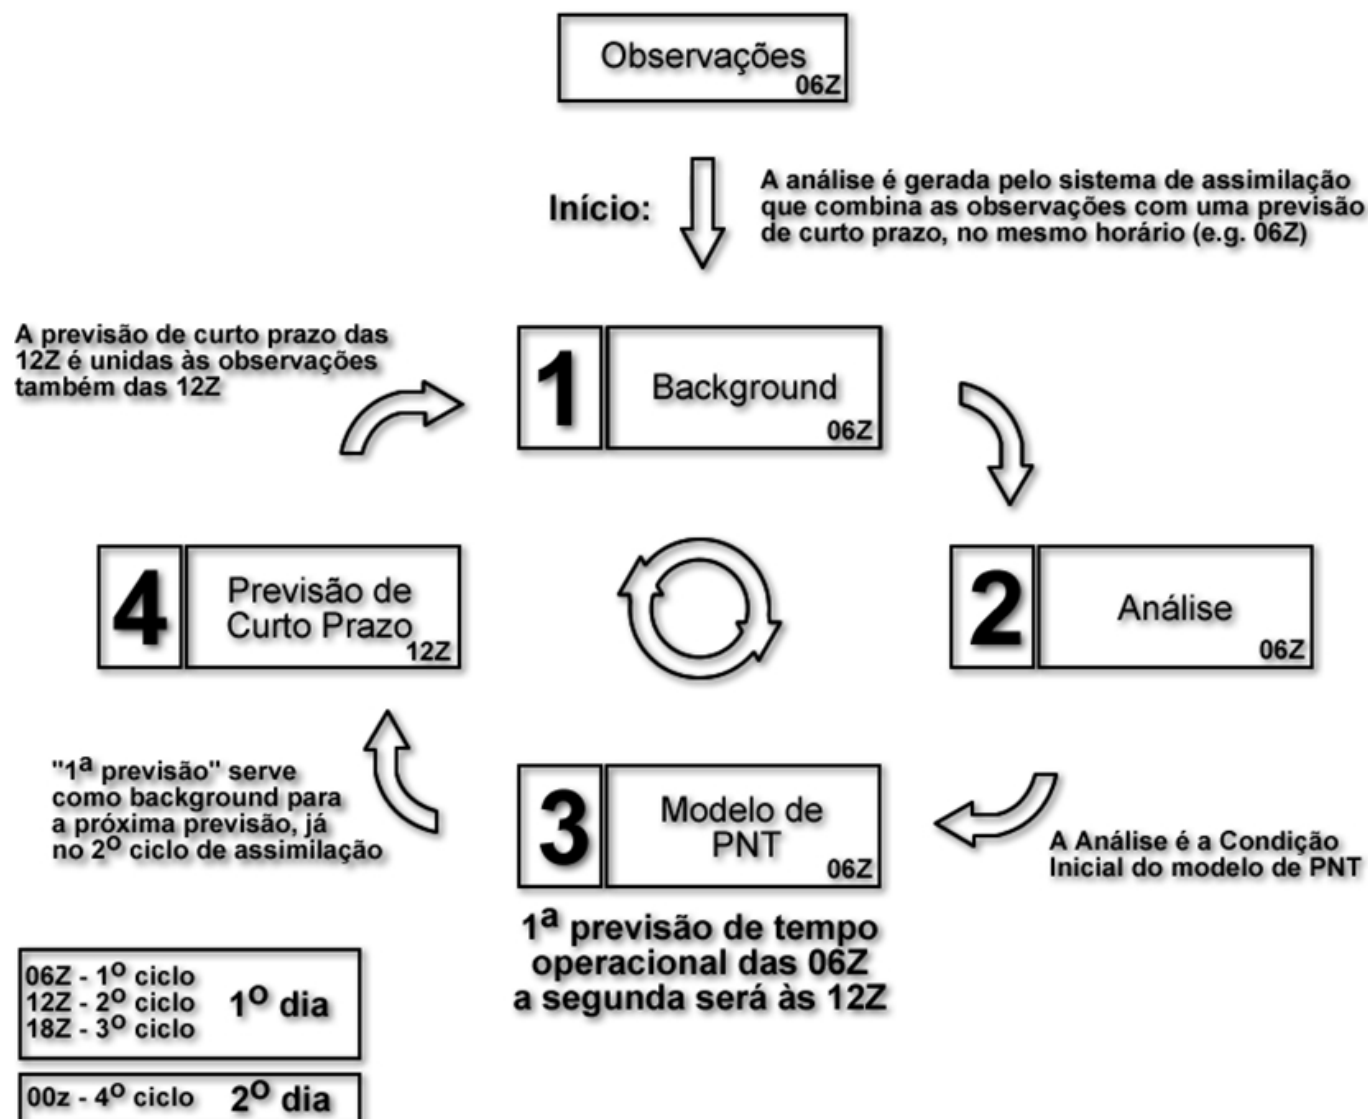 Observações
06Z
Início:
A análise é gerada pelo sistema de assimilação
que combina as observações com uma previsão
de curto prazo, no mesmo horário (e.g. 06Z)
A previsão de curto prazo das
12Z é unidas às observações
também das 12Z
1
Background
06Z
4
Previsão de
Curto Prazo
12Z
2
Análise
06Z
"1ª previsão" serve
como background para
a próxima previsão, já
no 2º ciclo de assimilação
3
Modelo de
PNT
06Z
A Análise é a Condição
Inicial do modelo de PNT
1ª previsão de tempo
operacional das 06Z
a segunda será às 12Z
06Z - 1º ciclo
12Z - 2º ciclo
18Z - 3º ciclo
1º dia
00z - 4º ciclo
2º dia